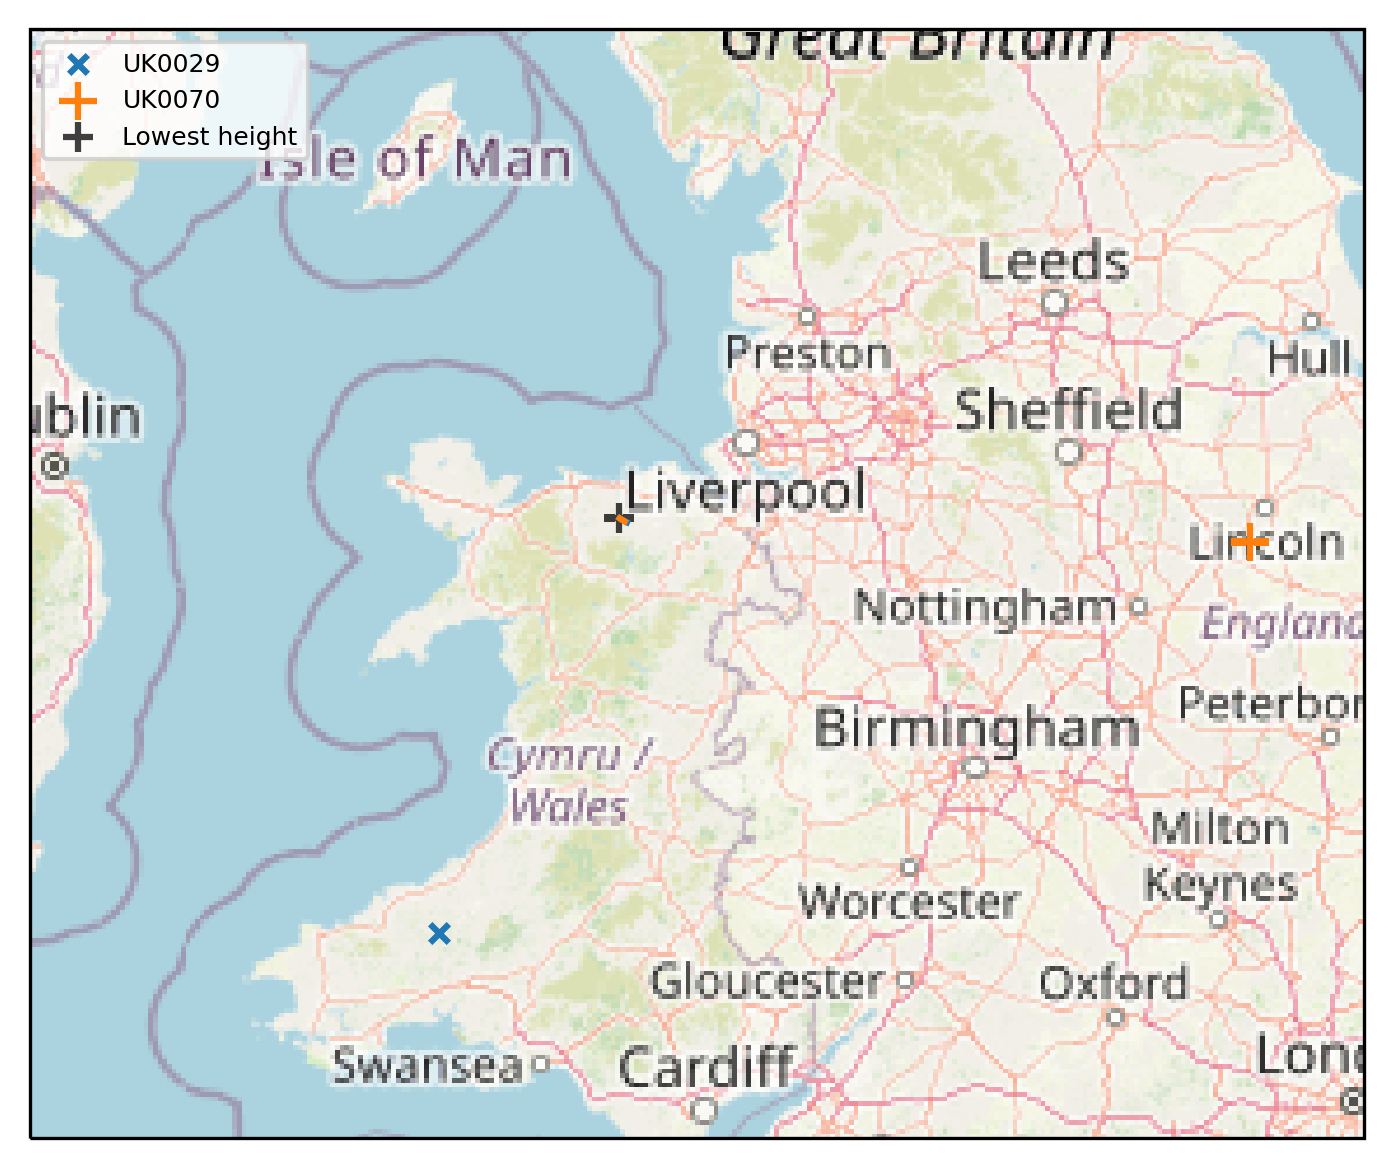 Great Britain
UK0029
UK0070
Lowest height
Isle of Man
Leeds
Preston
Hull
ublin
Sheffield
Liverpool
Lincoln
Nottingham
England
Peterbor
Birmingham
Cymru /
Wales
Milton
Keynes
Worcester
Gloucester
Oxford
Swansea
Cardiff
Lond